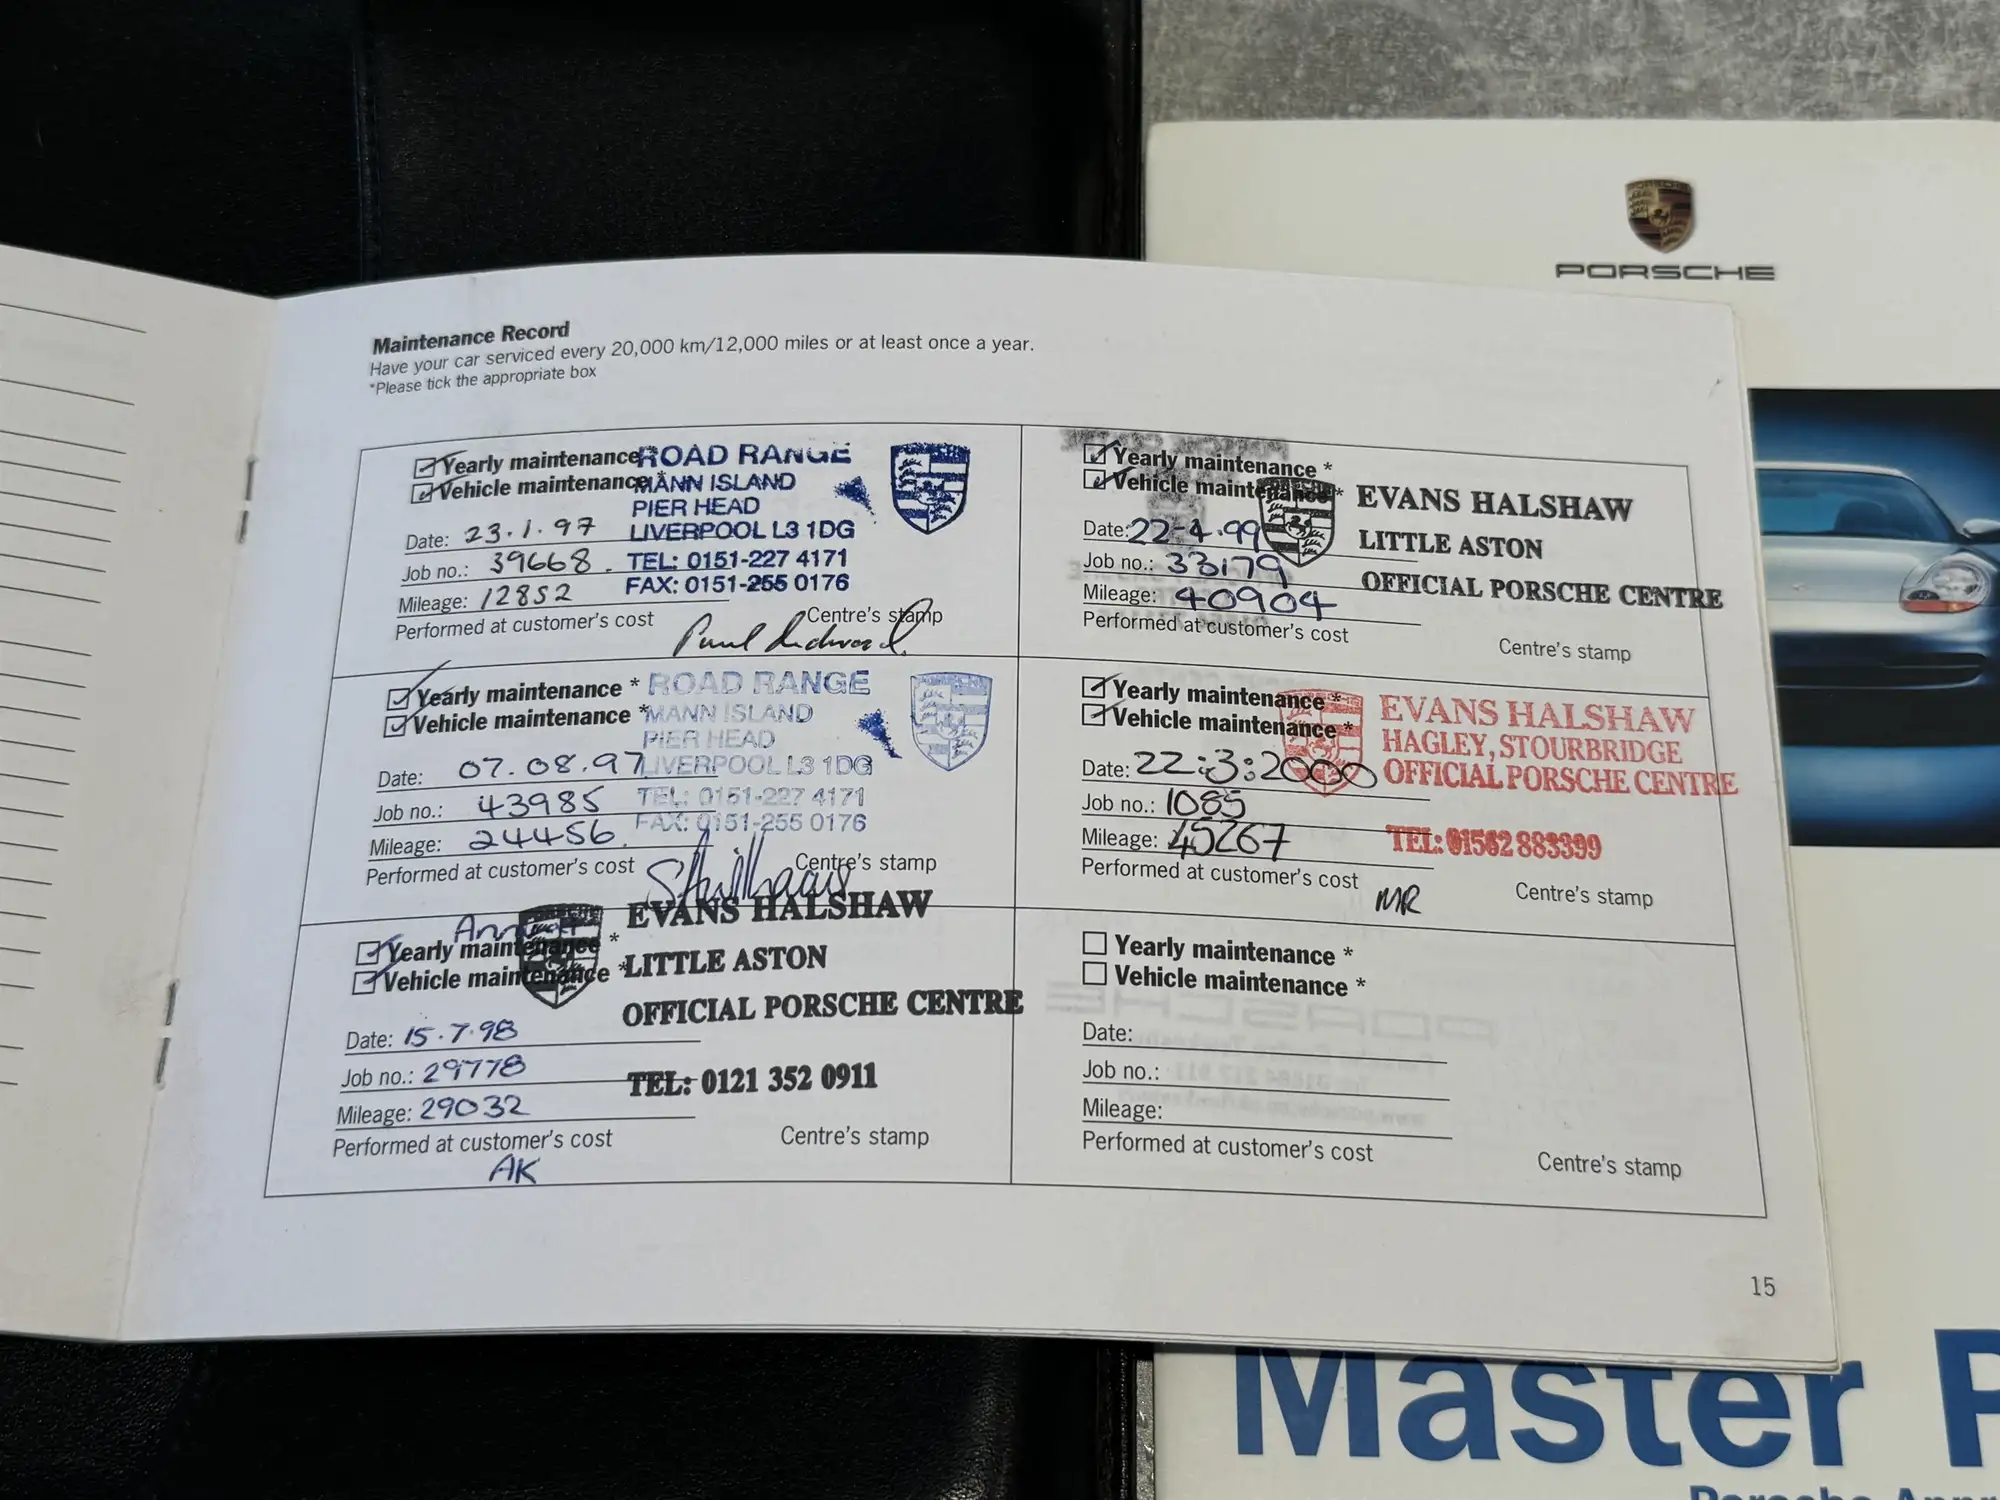 PORSCHE
Maintenance Record
Have your car serviced every 20,000 km/12,000 miles or at least once a year.
*Please tick the appropriate box
Yearly maintenance
Vehicle maintenance
Date: 23.1.97
Job no.: 39668.
Mileage: 12852
Performed at customer's cost
ROAD RANGE
MANN ISLAND
PIER HEAD
LIVERPOOL L3 1DG
TEL: 0151-227 4171
FAX: 0151-255 0176
Centre's stamp
Yearly maintenance *
Vehicle maintenance *
Date: 07.08.97
Job no.: 43985
Mileage: 24456.
Performed at customer's cost
ROAD RANGE
MANN ISLAND
PIER HEAD
LIVERPOOL L3 1DG
TEL: 0151-227 4171
FAX: 0151-255 0176
Centre's stamp
Yearly maintenance *
Vehicle maintenance *
Date: 15.7.98
Job no.: 29778
Mileage: 29032
Performed at customer's cost
AK
EVANS HALSHAW
LITTLE ASTON
OFFICIAL PORSCHE CENTRE
TEL: 0121 352 0911
Centre's stamp
Yearly maintenance *
Vehicle maintenance *
Date: 22-4.99
Job no.: 33179
Mileage: 40904
Performed at customer's cost
EVANS HALSHAW
LITTLE ASTON
OFFICIAL PORSCHE CENTRE
Centre's stamp
Yearly maintenance *
Vehicle maintenance *
Date: 22:3:2000
Job no.: 1085
Mileage: 45267
Performed at customer's cost
MR
EVANS HALSHAW
HAGLEY, STOURBRIDGE
OFFICIAL PORSCHE CENTRE
TEL: 01562 883399
Centre's stamp
Yearly maintenance *
Vehicle maintenance *
Date:
Job no.:
Mileage:
Performed at customer's cost
Centre's stamp
15
Master P